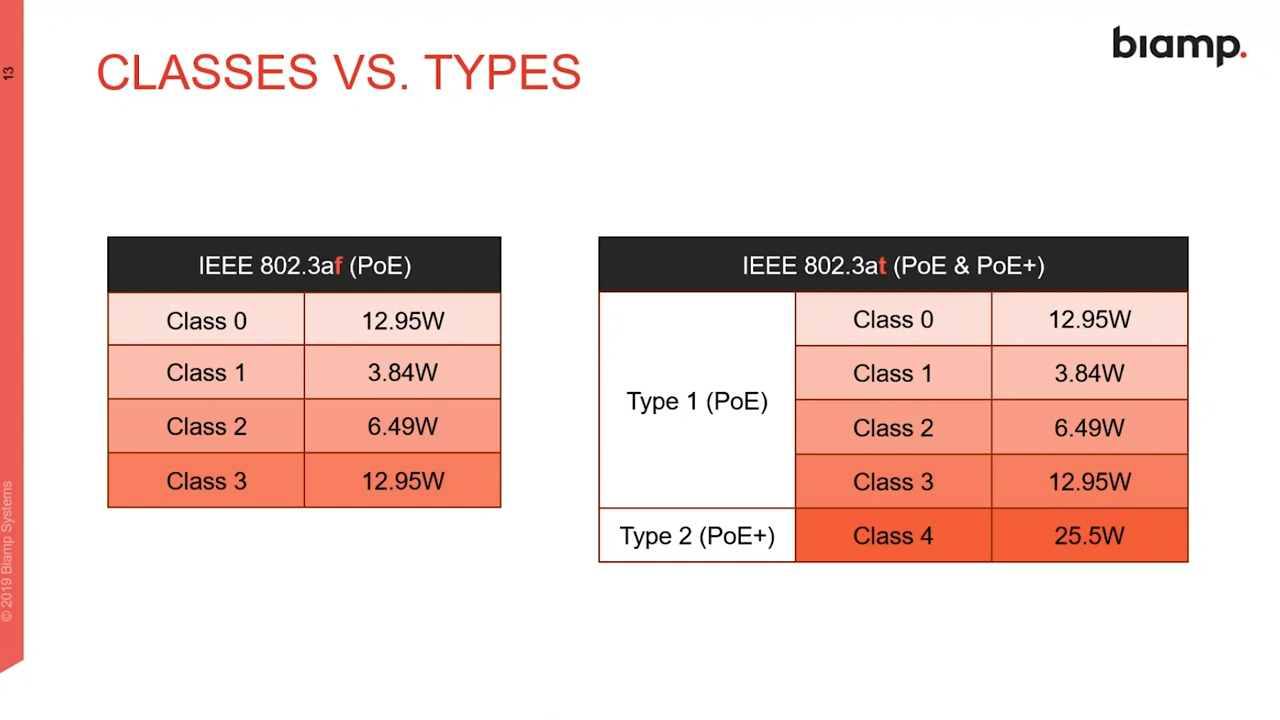 biamp.
13
CLASSES VS. TYPES
IEEE 802.3af (PoE)
Class 0 12.95W
Class 1 3.84W
Class 2 6.49W
Class 3 12.95W
IEEE 802.3at (PoE & PoE+)
Type 1 (PoE)
Class 0 12.95W
Class 1 3.84W
Class 2 6.49W
Class 3 12.95W
Type 2 (PoE+) Class 4 25.5W
© 2019 Biamp Systems